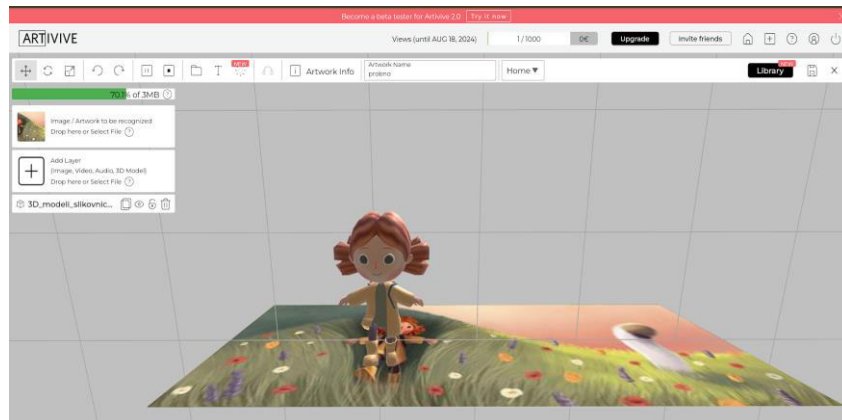 Become a beta tester for Artivive 2.0 Try it now
ARTIVIVE
Views (until AUG 18, 2024) 1 / 1000 0€ Upgrade Invite friends
NEW
Artwork Info
Artwork Name
probno
Home
Library
NEW
70.1% of 3MB
Image / Artwork to be recognized
Drop here or Select File
Add Layer
(Image, Video, Audio, 3D Model)
Drop here or Select File
3D_modeli_slikovnic...